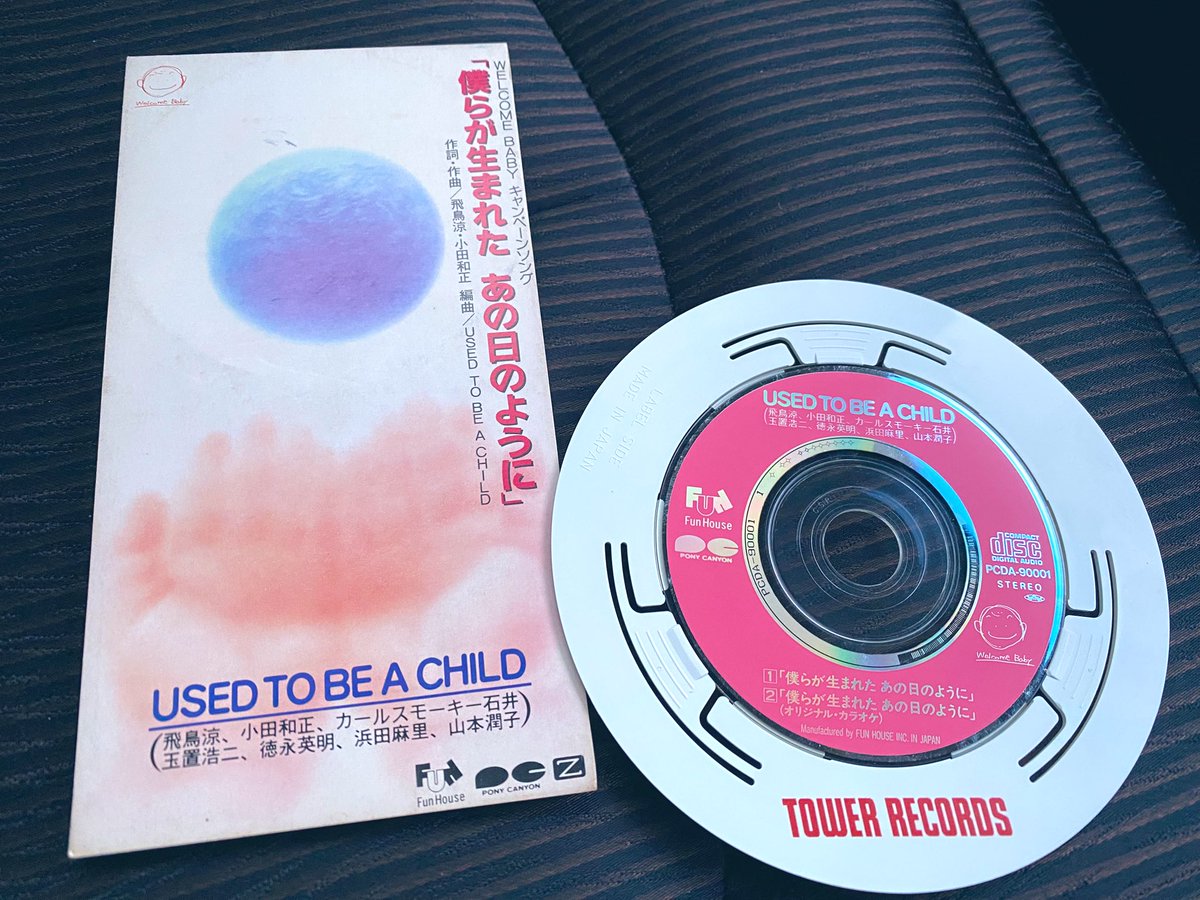 Welcome Baby
WELCOME BABY キャンペーンソング
「僕らが生まれた あの日のように」
作詞・作曲／飛鳥涼・小田和正 編曲／USED TO BE A CHILD
USED TO BE A CHILD
(飛鳥涼、小田和正、カールスモーキー石井
玉置浩二、徳永英明、浜田麻里、山本潤子)
FUN
Fun House
PC
PONY CANYON
Z
LABEL SIDE
MADE IN JAPAN
USED TO BE A CHILD
(飛鳥涼、小田和正、カールスモーキー石井
玉置浩二、徳永英明、浜田麻里、山本潤子)
FUN
Fun House
PC
PONY CANYON
PCDA-90001 1
COMPACT
disc
DIGITAL AUDIO
PCDA-90001
STEREO
Welcome Baby
1「僕らが生まれた あの日のように」
2「僕らが生まれた あの日のように」
(オリジナル・カラオケ)
Manufactured by FUN HOUSE INC. IN JAPAN
TOWER RECORDS